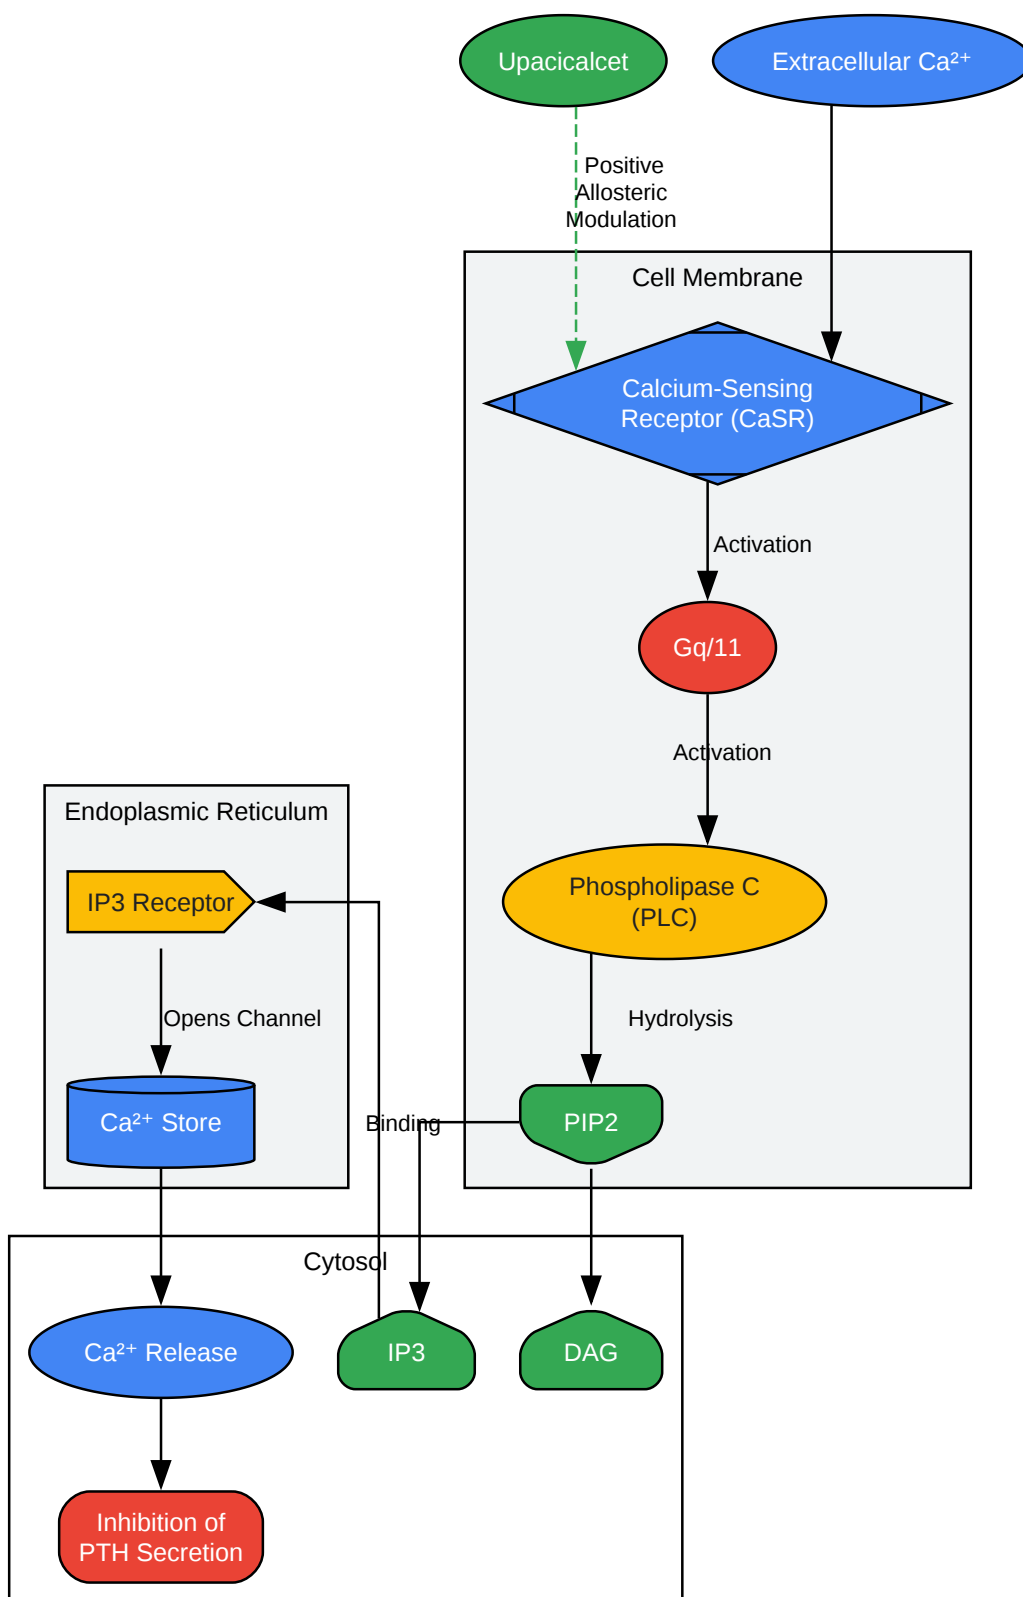 Upacicalcet
Extracellular Ca²⁺
Positive
Allosteric
Modulation
Cell Membrane
Calcium-Sensing
Receptor (CaSR)
Activation
Gq/11
Activation
Endoplasmic Reticulum
IP3 Receptor
Phospholipase C
(PLC)
Opens Channel
Hydrolysis
Ca²⁺ Store
Binding
PIP2
Cytosol
Ca²⁺ Release
IP3
DAG
Inhibition of
PTH Secretion